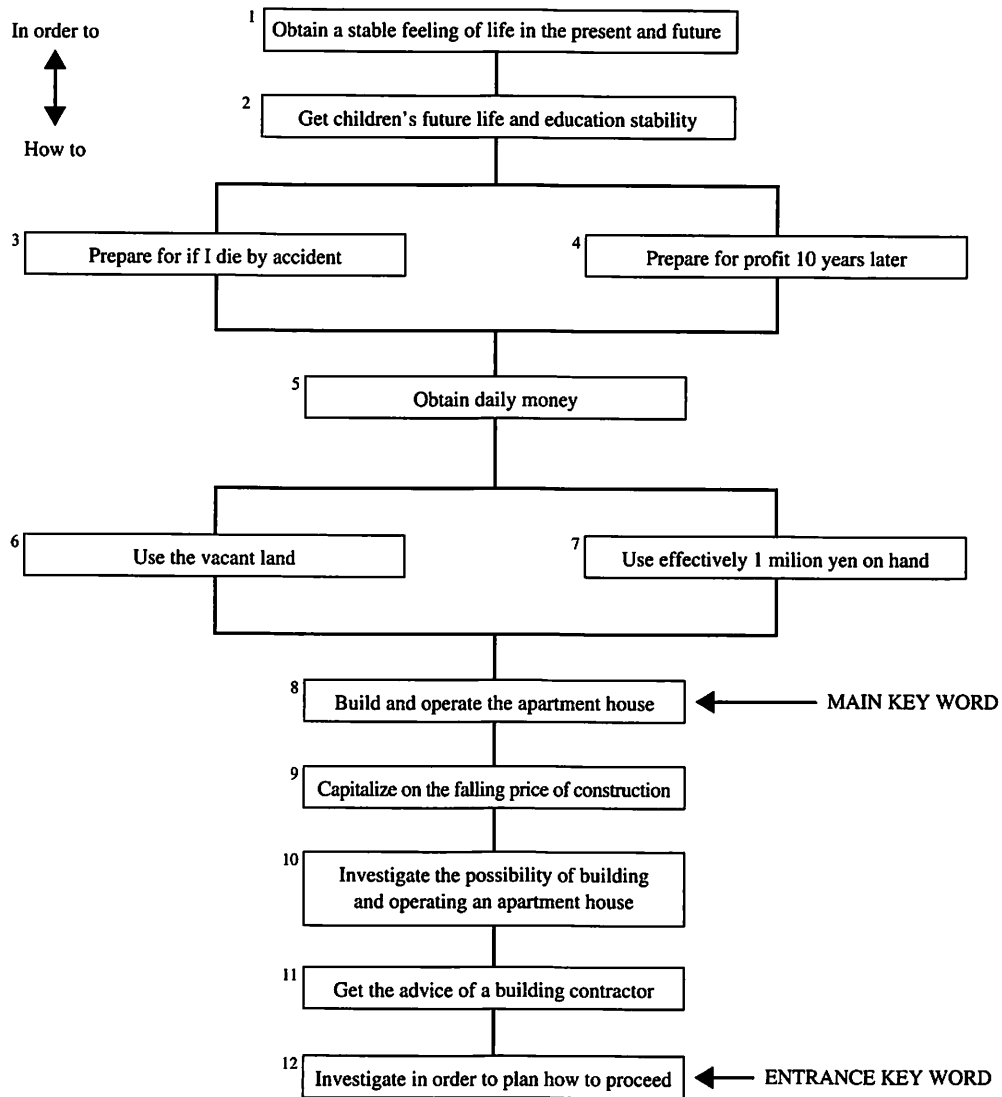 In order to
How to
1
Obtain a stable feeling of life in the present and future
2
Get children's future life and education stability
3
Prepare for if I die by accident
4
Prepare for profit 10 years later
5
Obtain daily money
6
Use the vacant land
7
Use effectively 1 milion yen on hand
8
Build and operate the apartment house
MAIN KEY WORD
9
Capitalize on the falling price of construction
10
Investigate the possibility of building
and operating an apartment house
11
Get the advice of a building contractor
12
Investigate in order to plan how to proceed
ENTRANCE KEY WORD